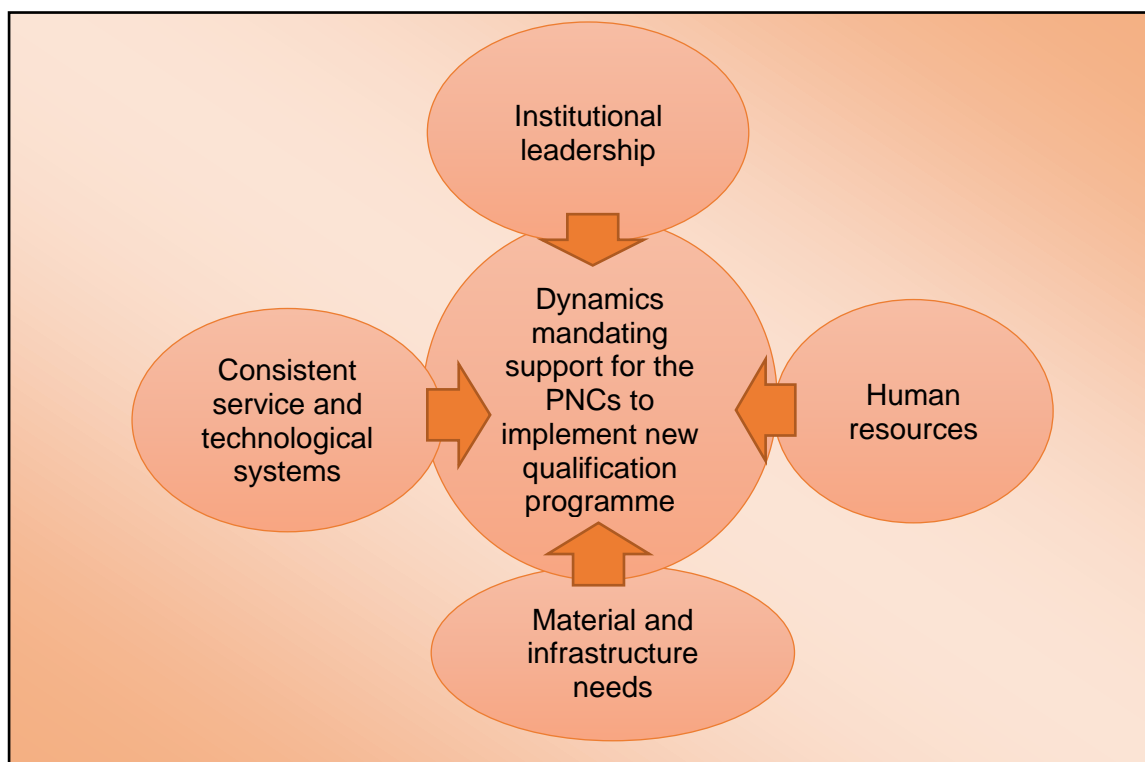 Institutional
leadership
Dynamics
mandating
support for the
PNCs to
implement new
qualification
programme
Consistent
service and
technological
systems
Human
resources
Material and
infrastructure
needs